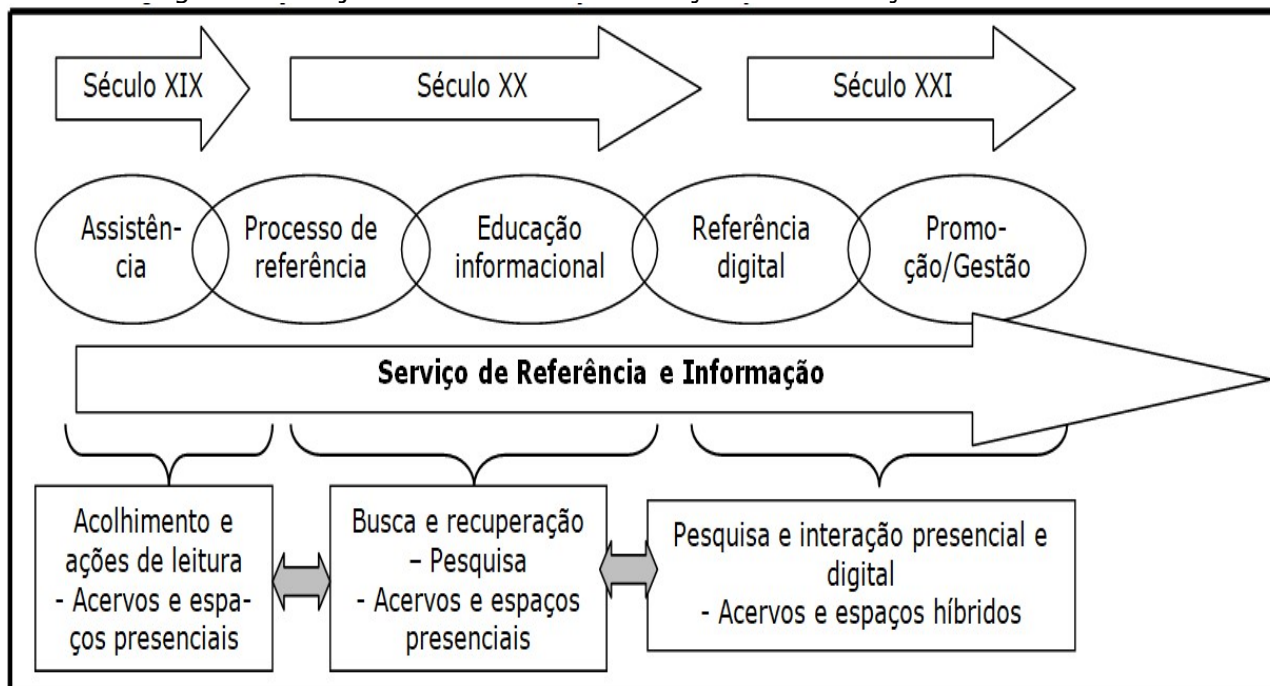 Século XIX
Século XX
Século XXI
Assistên-
cia
Processo de
referência
Educação
informacional
Referência
digital
Promo-
ção/Gestão
Serviço de Referência e Informação
Acolhimento e
ações de leitura
- Acervos e espa-
ços presenciais
Busca e recuperação
– Pesquisa
- Acervos e espaços
presenciais
Pesquisa e interação presencial e
digital
- Acervos e espaços híbridos